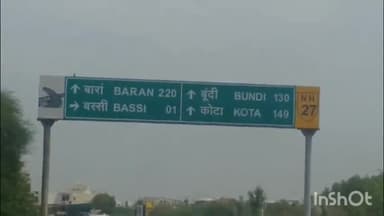 ↑ बारां BARAN 220
→ बस्सी BASSI 01
↑ बूंदी BUNDI 130
↑ कोटा KOTA 149
NH
27
InShOt